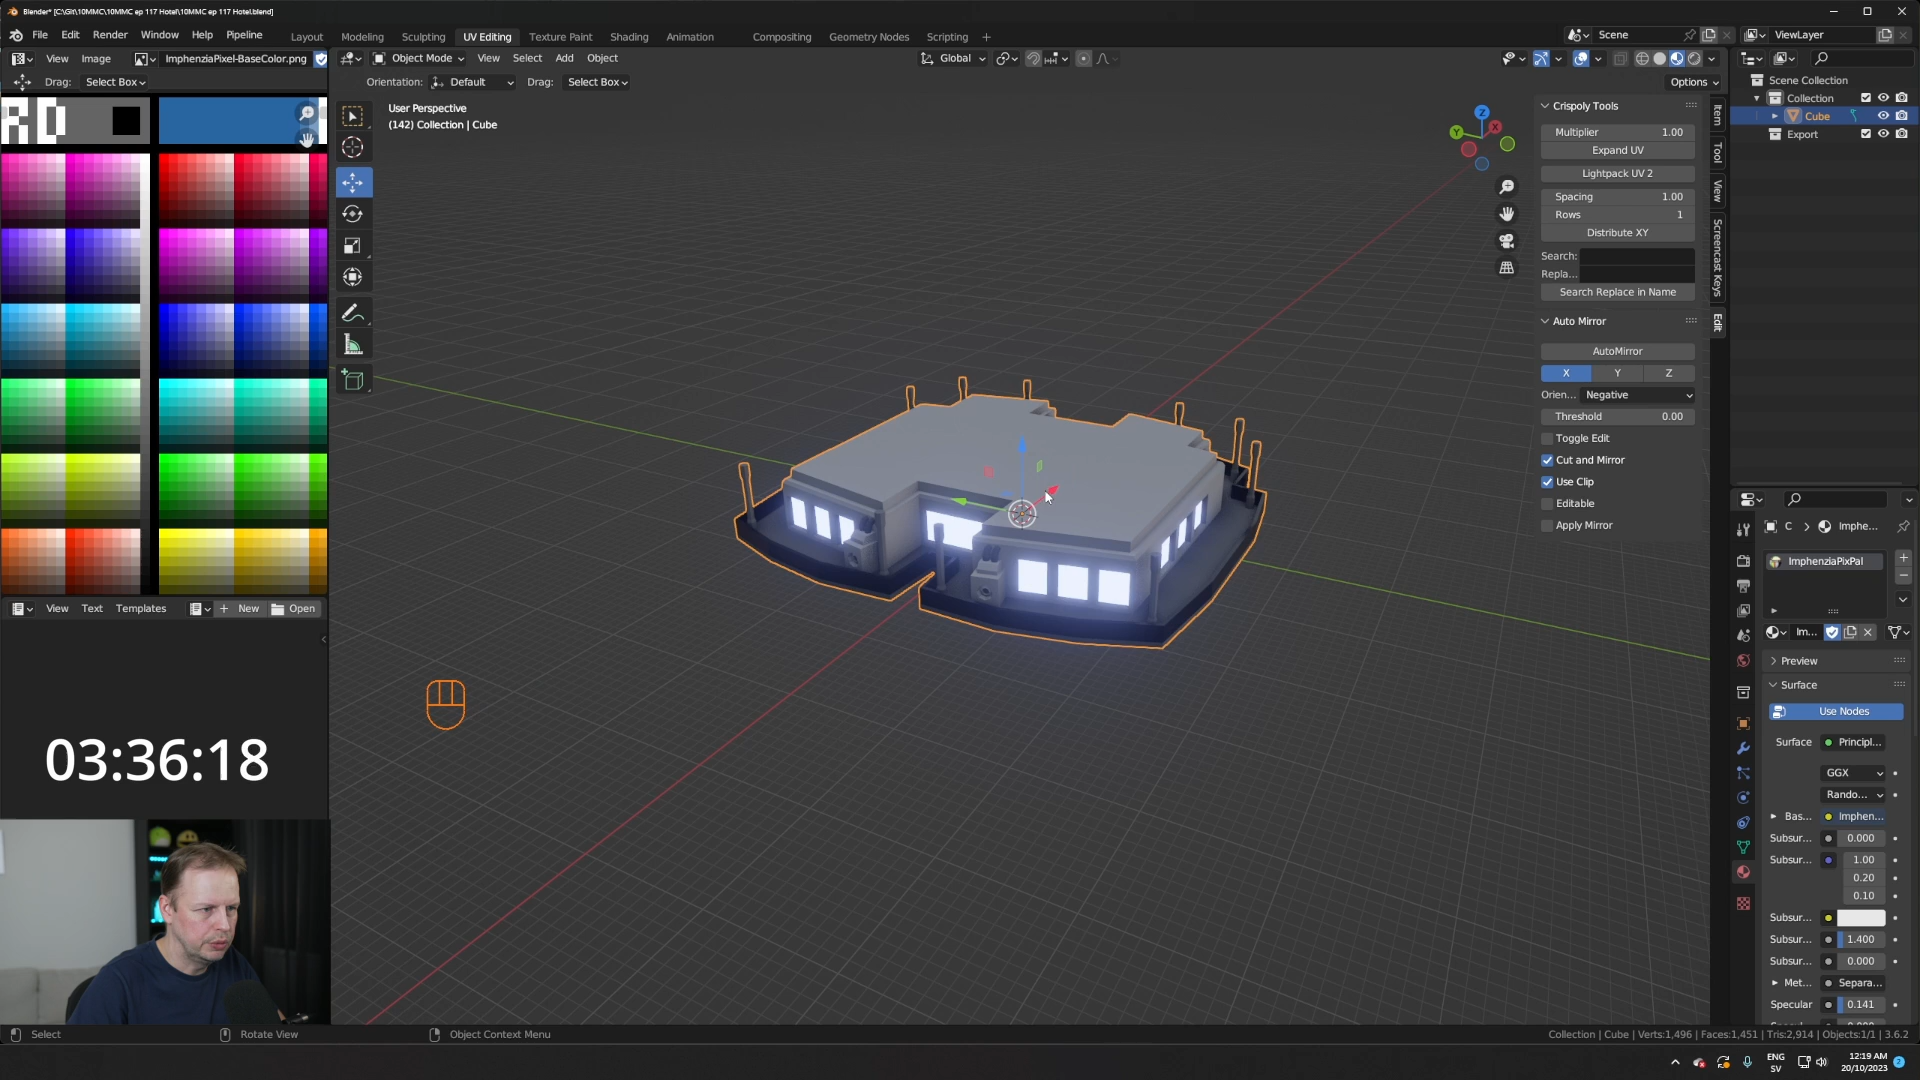 Blender* [C:\Git\10MMC\10MMC ep 117 Hotel\10MMC ep 117 Hotel.blend]
File Edit Render Window Help Pipeline
Layout Modeling Sculpting UV Editing Texture Paint Shading Animation Compositing Geometry Nodes Scripting +
Scene
ViewLayer
View Image ImphenziaPixel-BaseColor.png
Object Mode View Select Add Object
Global
Drag: Select Box
Orientation: Default Drag: Select Box
Options
User Perspective
(142) Collection | Cube
Z
Y
X
Crispoly Tools
Multiplier 1.00
Expand UV
Lightpack UV 2
Spacing 1.00
Rows 1
Distribute XY
Search:
Repla...
Search Replace in Name
Auto Mirror
AutoMirror
X Y Z
Orien... Negative
Threshold 0.00
Toggle Edit
Cut and Mirror
Use Clip
Editable
Apply Mirror
Item
Tool
View
Screencast Keys
Edit
Scene Collection
Collection
Cube
Export
C > Imphe...
ImphenziaPixPal
Im...
Preview
Surface
Use Nodes
Surface Principl...
GGX
Rando...
Bas... Imphen...
Subsur... 0.000
Subsur... 1.00
0.20
0.10
Subsur...
Subsur... 1.400
Subsur... 0.000
Met... Separa...
Specular 0.141
View Text Templates + New Open
03:36:18
Select Rotate View Object Context Menu
Collection | Cube | Verts:1,496 | Faces:1,451 | Tris:2,914 | Objects:1/1 | 3.6.2
ENG
SV
12:19 AM
20/10/2023
2